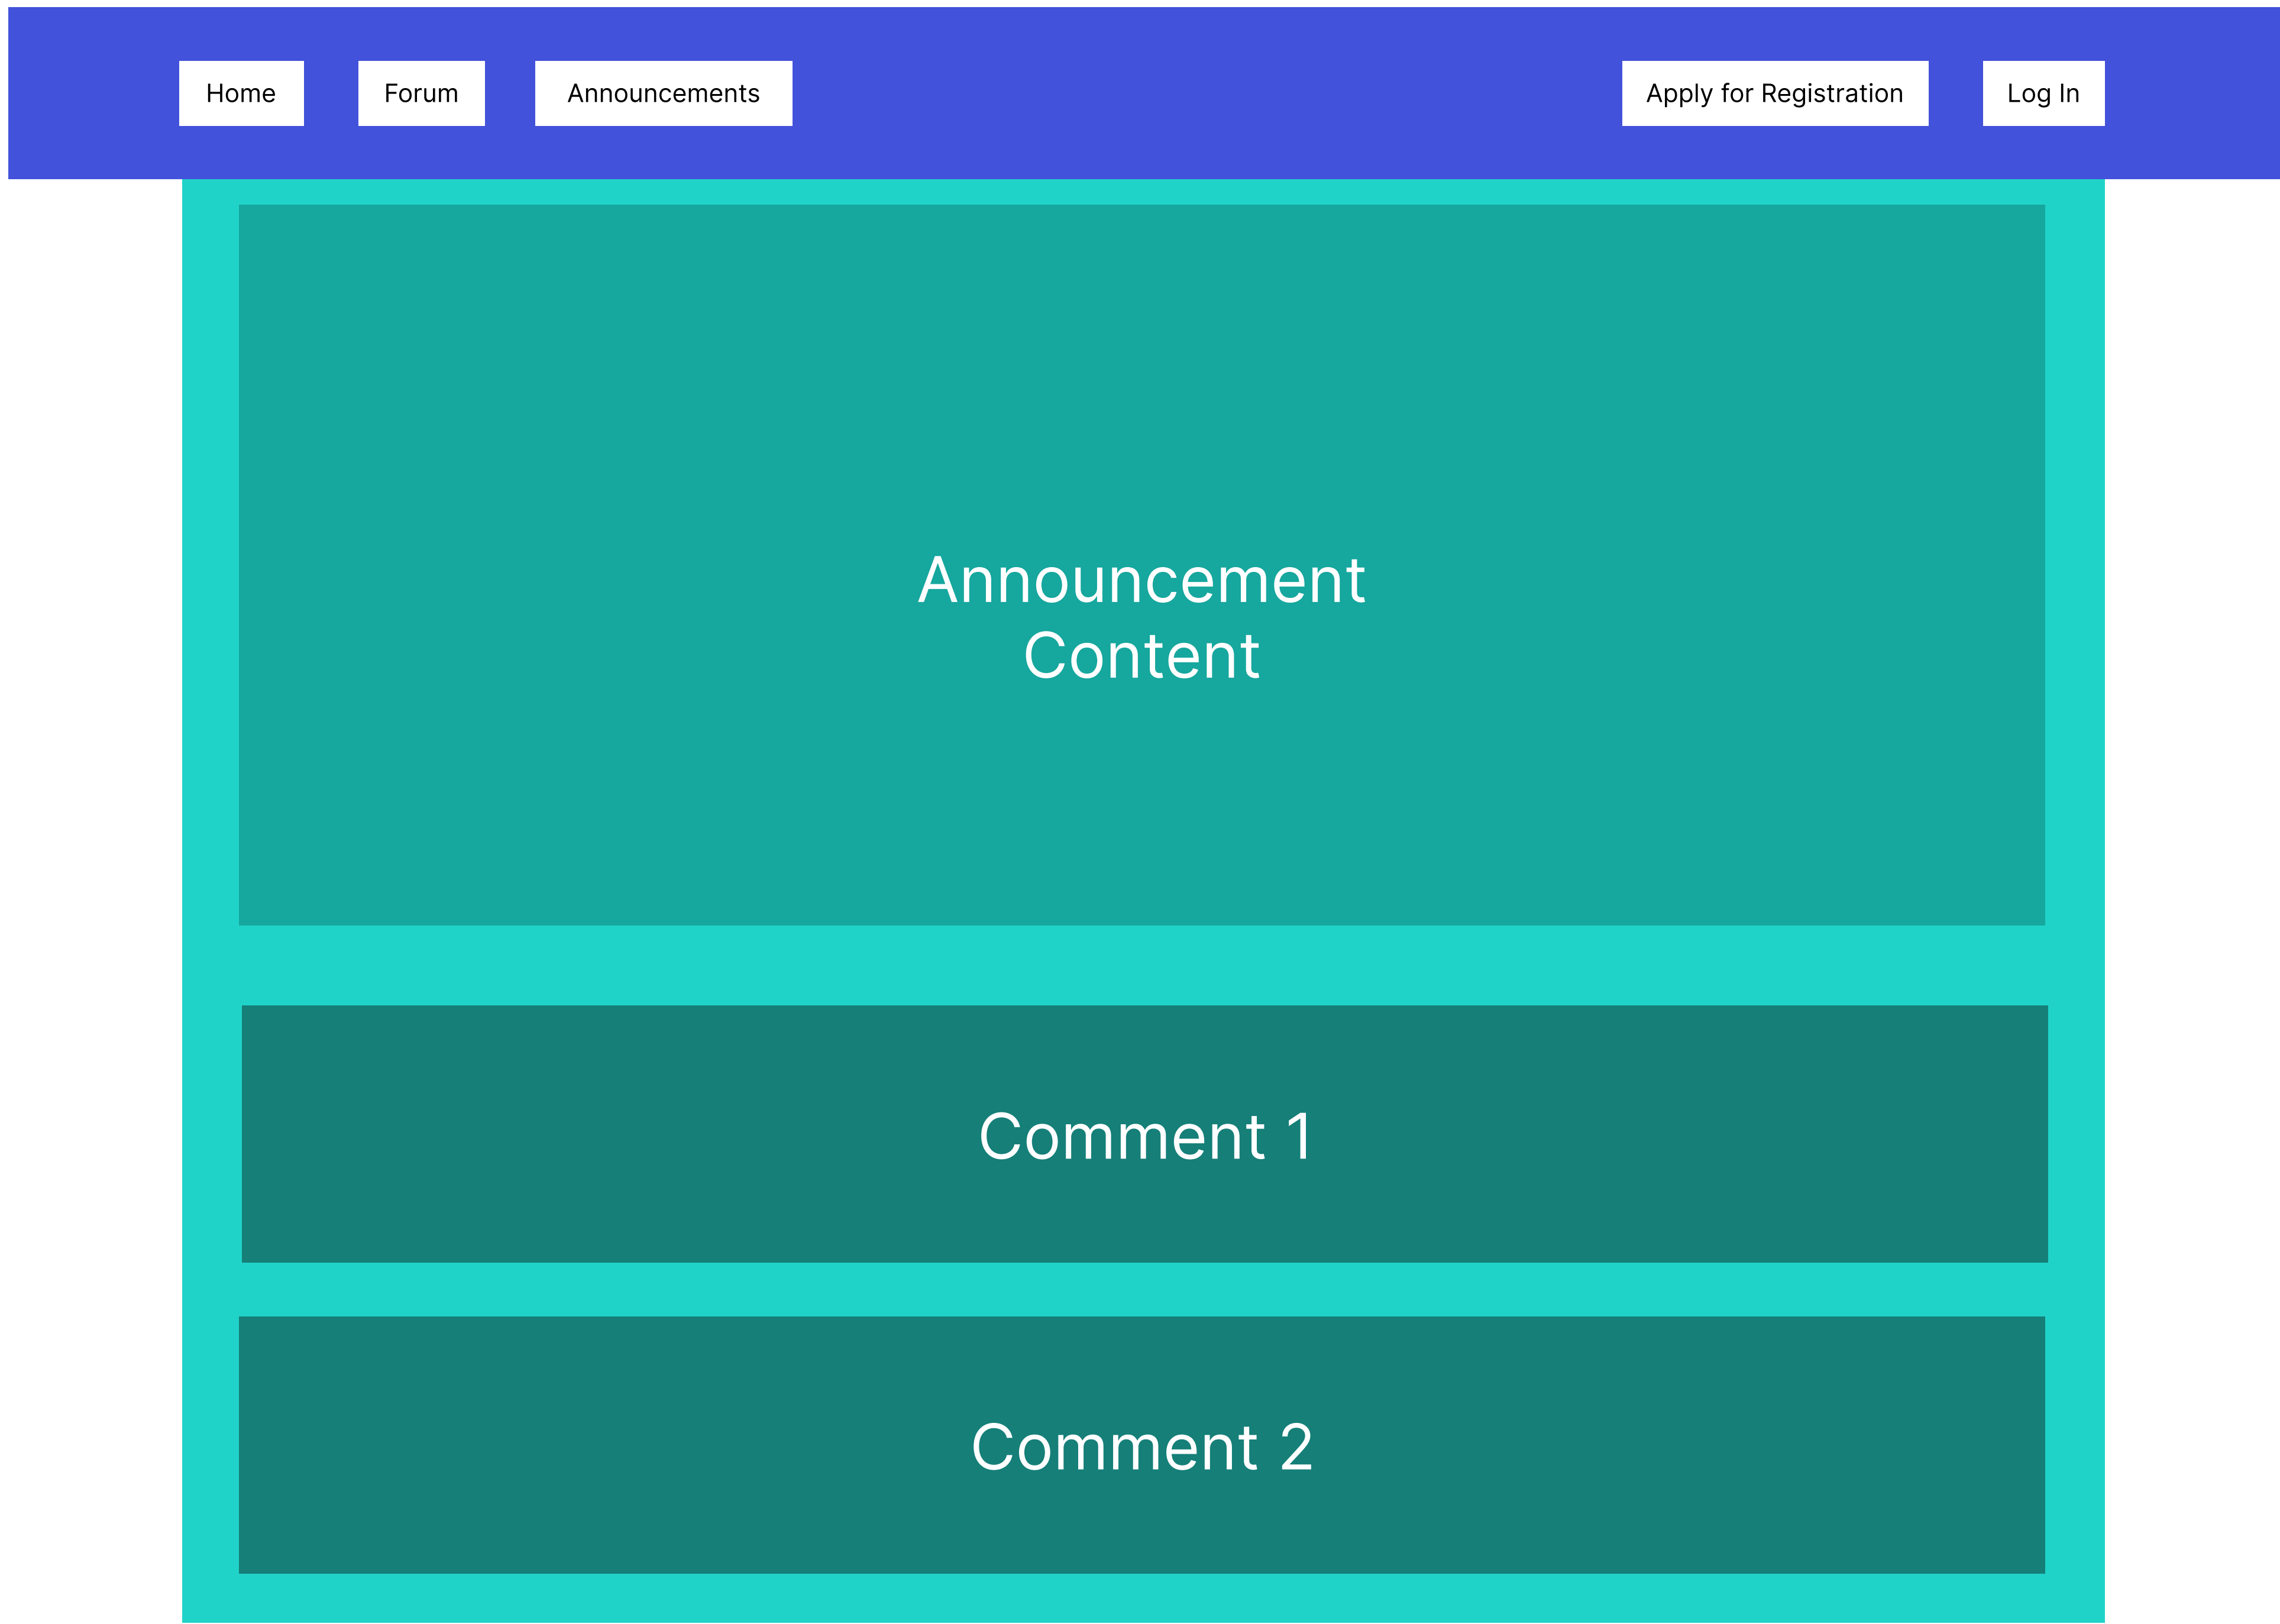 Home Forum Announcements Apply for Registration Log In
Announcement
Content
Comment 1
Comment 2